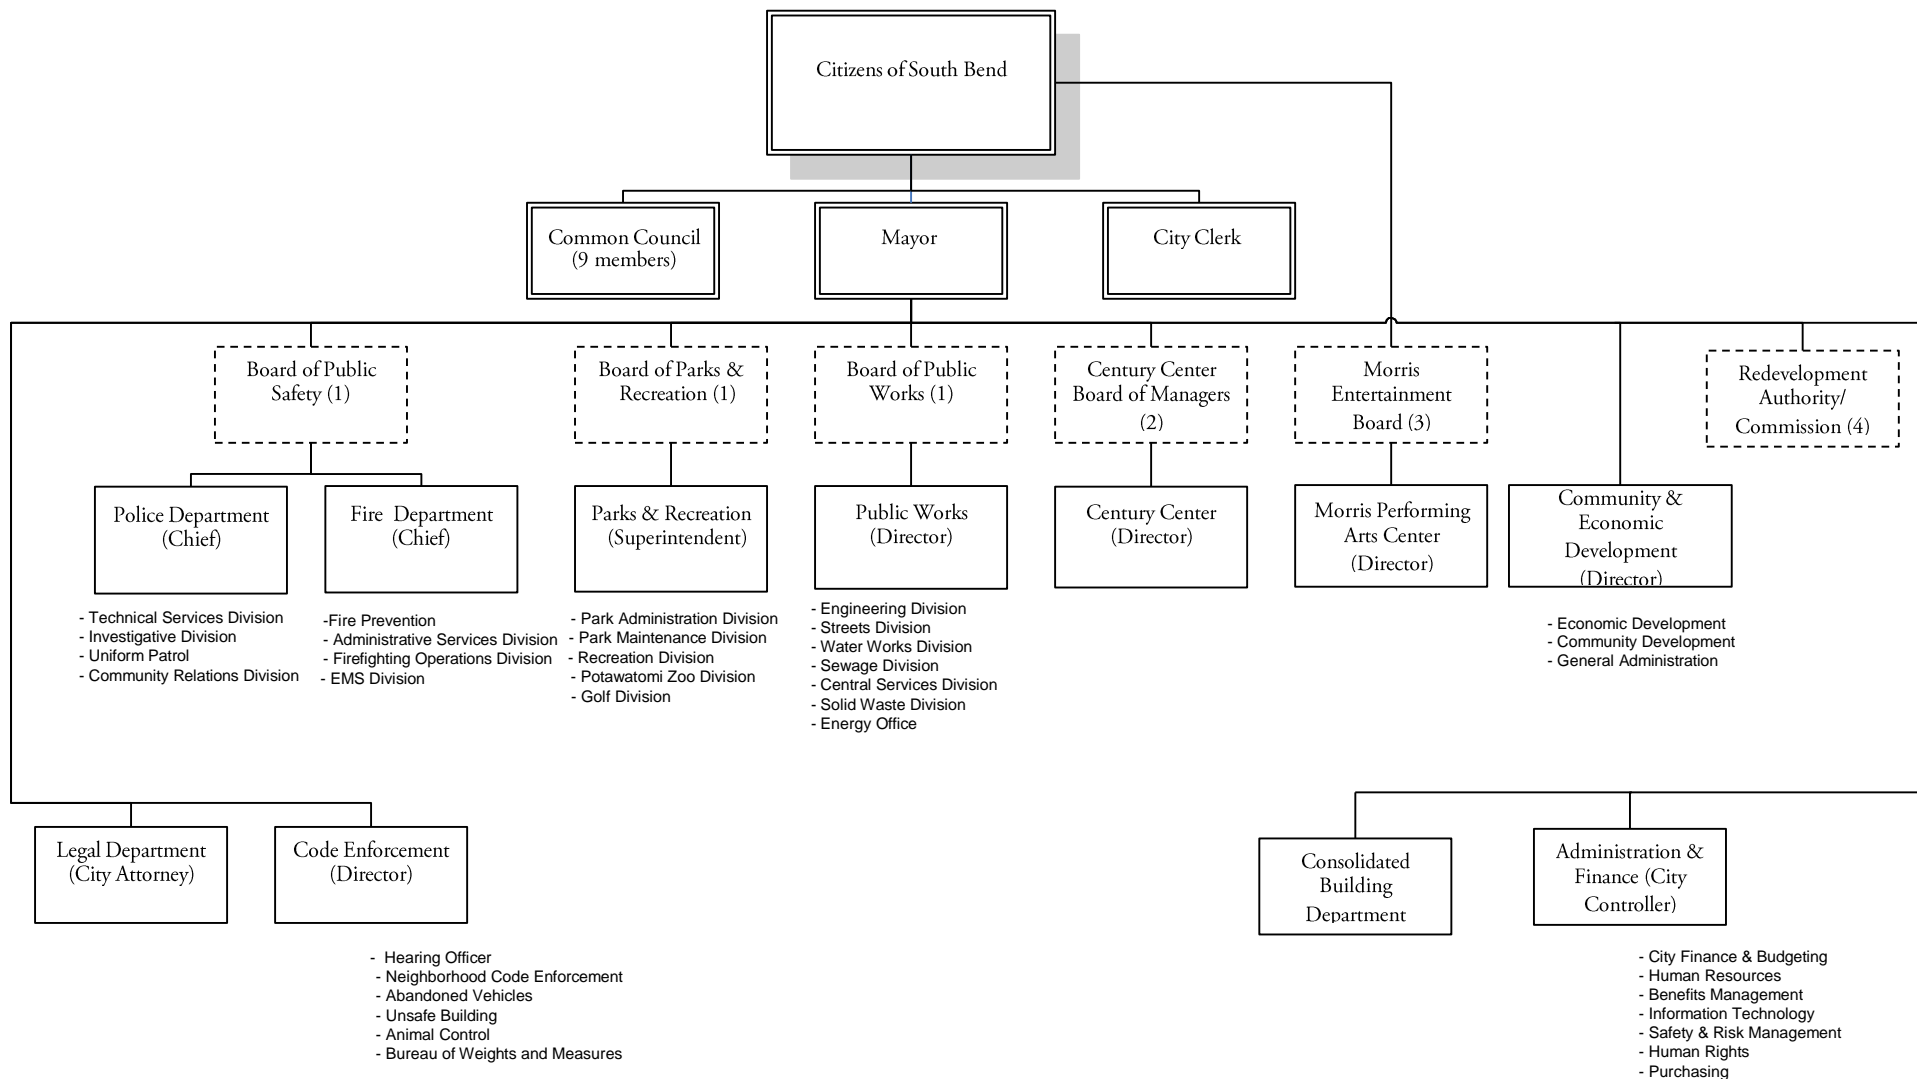 Citizens of South Bend
Common Council
(9 members)
Mayor
City Clerk
Board of Public
Safety (1)
Board of Parks &
Recreation (1)
Board of Public
Works (1)
Century Center
Board of Managers
(2)
Morris
Entertainment
Board (3)
Redevelopment
Authority/
Commission (4)
Police Department
(Chief)
Fire Department
(Chief)
Parks & Recreation
(Superintendent)
Public Works
(Director)
Century Center
(Director)
Morris Performing
Arts Center
(Director)
Community &
Economic
Development
(Director)
- Technical Services Division
- Investigative Division
- Uniform Patrol
- Community Relations Division
-Fire Prevention
- Administrative Services Division
- Firefighting Operations Division
- EMS Division
- Park Administration Division
- Park Maintenance Division
- Recreation Division
- Potawatomi Zoo Division
- Golf Division
- Engineering Division
- Streets Division
- Water Works Division
- Sewage Division
- Central Services Division
- Solid Waste Division
- Energy Office
- Economic Development
- Community Development
- General Administration
Legal Department
(City Attorney)
Code Enforcement
(Director)
Consolidated
Building
Department
Administration &
Finance (City
Controller)
- Hearing Officer
- Neighborhood Code Enforcement
- Abandoned Vehicles
- Unsafe Building
- Animal Control
- Bureau of Weights and Measures
- City Finance & Budgeting
- Human Resources
- Benefits Management
- Information Technology
- Safety & Risk Management
- Human Rights
- Purchasing